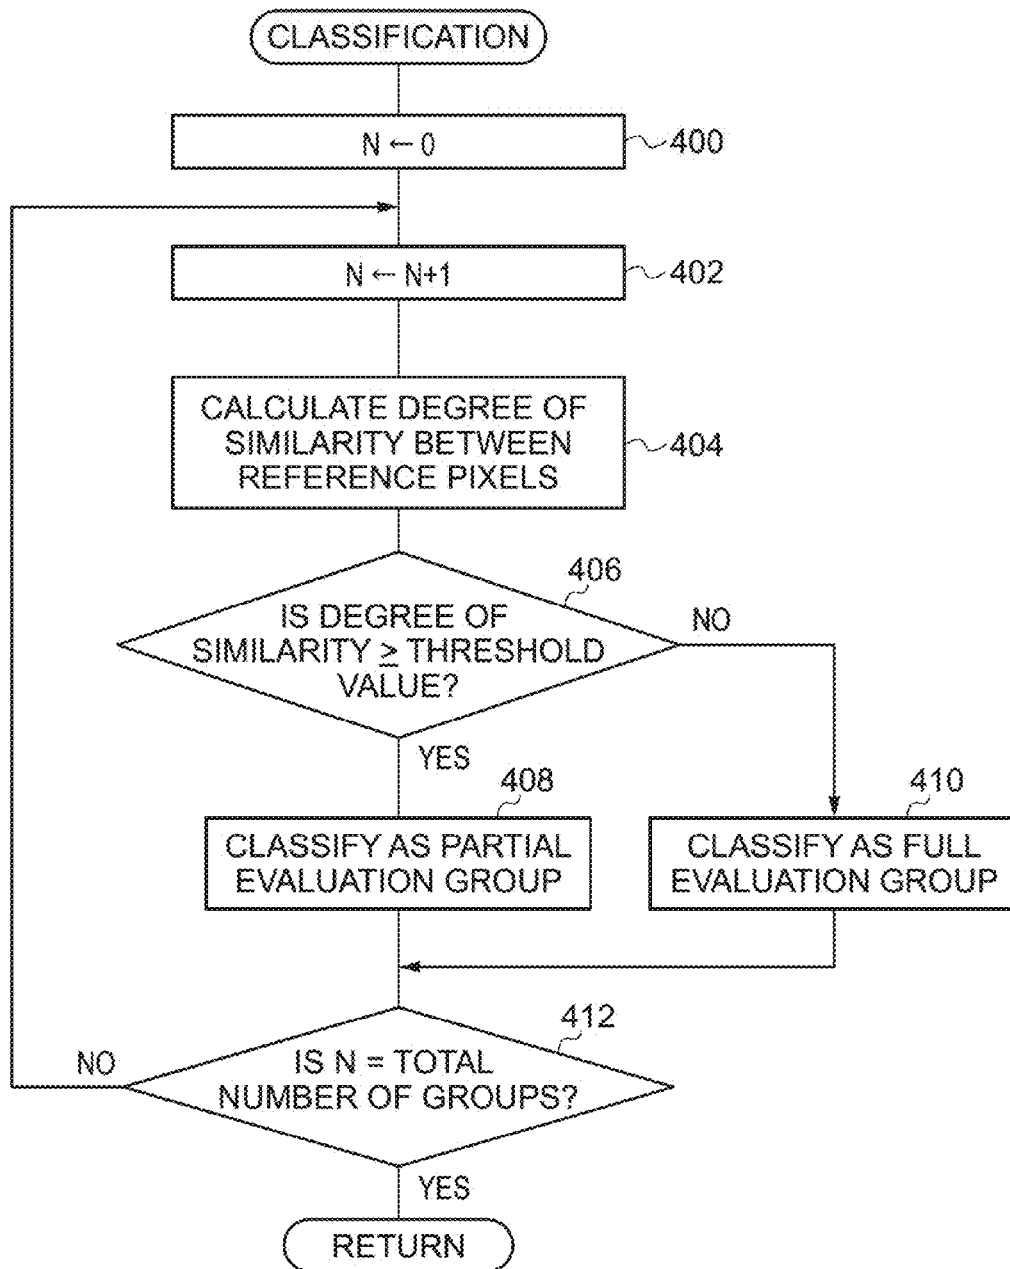 CLASSIFICATION
N ← 0
400
N ← N+1
402
CALCULATE DEGREE OF
SIMILARITY BETWEEN
REFERENCE PIXELS
404
406
IS DEGREE OF
SIMILARITY ≥ THRESHOLD
VALUE?
NO
YES
408
CLASSIFY AS PARTIAL
EVALUATION GROUP
410
CLASSIFY AS FULL
EVALUATION GROUP
412
IS N = TOTAL
NUMBER OF GROUPS?
NO
YES
RETURN